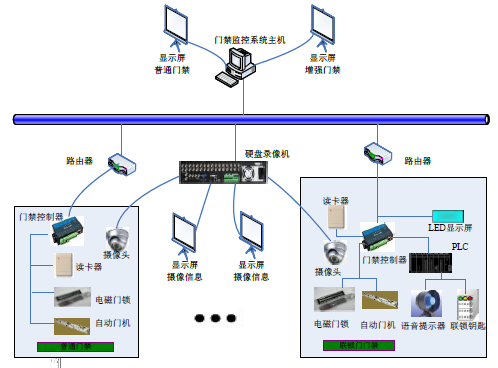 门禁监控系统主机
显示屏
普通门禁
显示屏
增强门禁
路由器
硬盘录像机
路由器
门禁控制器
摄像头
读卡器
电磁门锁
自动门机
普通门禁
显示屏
摄像信息
显示屏
摄像信息
读卡器
LED显示屏
PLC
摄像头
门禁控制器
电磁门锁
自动门机
语音提示器
联锁钥匙
联锁门门禁